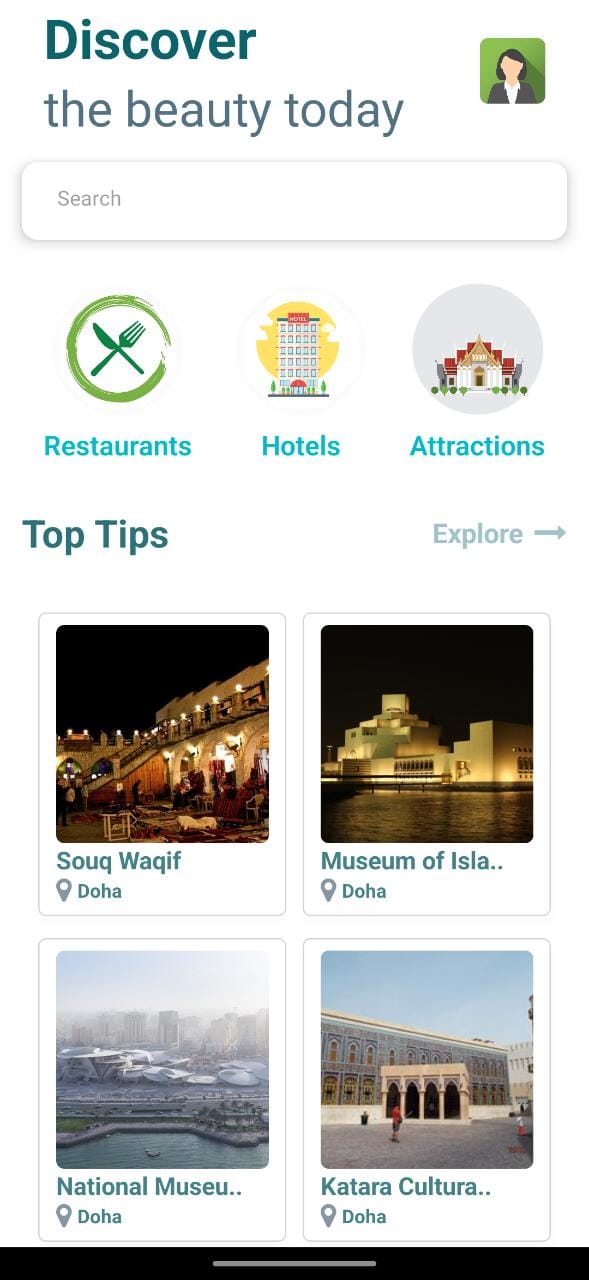 Discover
the beauty today
Search
HOTEL
Restaurants
Hotels
Attractions
Top Tips
Explore
Souq Waqif
Museum of Isla..
Doha
Doha
National Museu..
Katara Cultura..
Doha
Doha